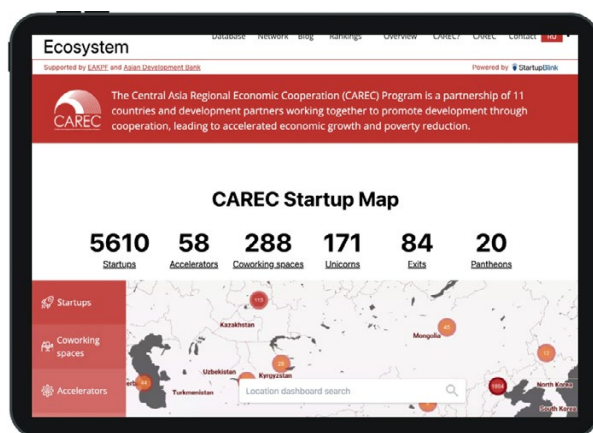 Ecosystem
Database Network Blog Rankings Overview CAREC? CAREC Contact RU
Supported by EAKPF and Asian Development Bank
Powered by StartupBlink
CAREC
The Central Asia Regional Economic Cooperation (CAREC) Program is a partnership of 11
countries and development partners working together to promote development through
cooperation, leading to accelerated economic growth and poverty reduction.
CAREC Startup Map
5610 58 288 171 84 20
Startups Accelerators Coworking spaces Unicorns Exits Pantheons
Startups
Coworking
spaces
Accelerators
Kazakhstan
Mongolia
Uzbekistan
Kyrgyzstan
Turkmenistan
Location dashboard search
North Korea
South Korea